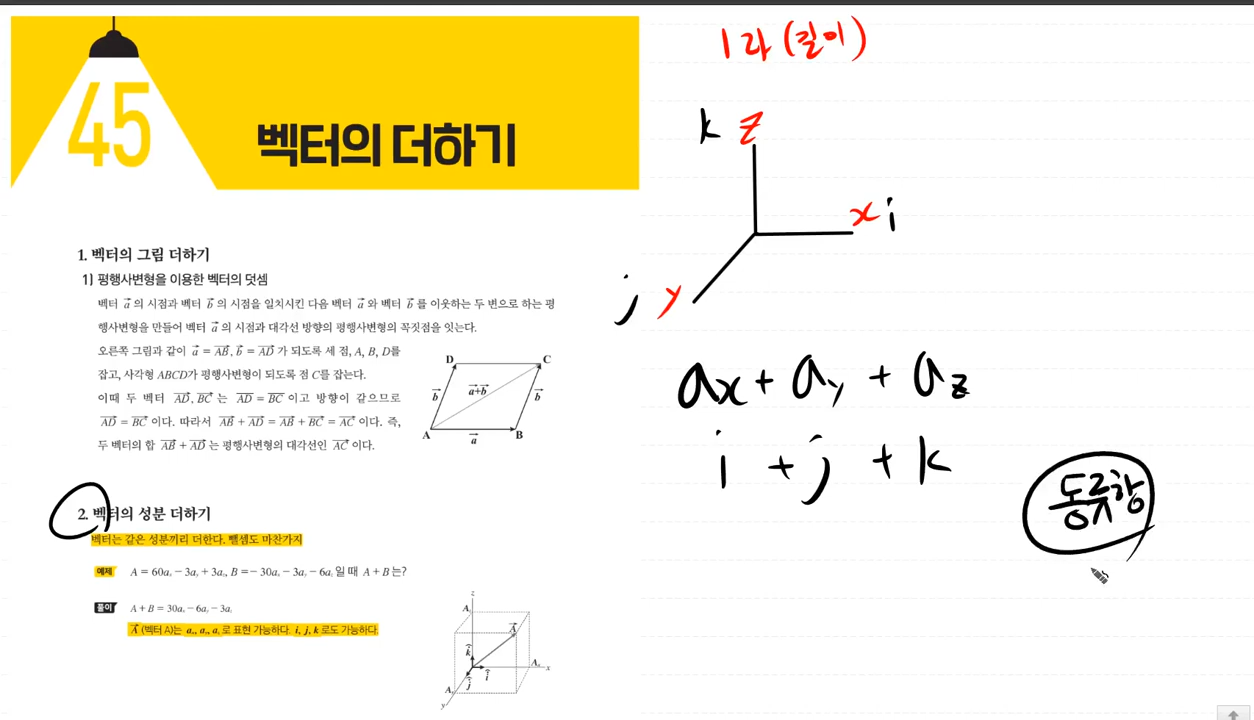 45
벡터의 더하기
1. 벡터의 그림 더하기
1) 평행사변형을 이용한 벡터의 덧셈
벡터 a⃗ 의 시점과 벡터 b⃗ 의 시점을 일치시킨 다음 벡터 a⃗ 와 벡터 b⃗ 를 이웃하는 두 변으로 하는 평
행사변형을 만들어 벡터 a⃗ 의 시점과 대각선 방향의 평행사변형의 꼭짓점을 잇는다.
오른쪽 그림과 같이 a⃗ = AB⃗, b⃗ = AD⃗ 가 되도록 세 점, A, B, D를
잡고, 사각형 ABCD가 평행사변형이 되도록 점 C를 잡는다.
이때 두 벡터 AD⃗, BC⃗ 는 AD̅ = BC̅ 이고 방향이 같으므로
AD⃗ = BC⃗ 이다. 따라서 AB⃗ + AD⃗ = AB⃗ + BC⃗ = AC⃗ 이다. 즉,
두 벡터의 합 AB⃗ + AD⃗ 는 평행사변형의 대각선인 AC⃗ 이다.
D
C
b⃗
a⃗+b⃗
b⃗
A
a⃗
B
2. 벡터의 성분 더하기
벡터는 같은 성분끼리 더한다. 뺄셈도 마찬가지
예제 A = 60aₓ − 3aᵧ + 3a_z, B = − 30aₓ − 3aᵧ − 6a_z 일 때 A + B 는?
풀이 A + B = 30aₓ − 6aᵧ − 3a_z
A⃗ (벡터 A)는 aₓ, aᵧ, a_z 로 표현 가능하다. i, j, k 로도 가능하다.
z
A_z
A⃗
k̂
Aₓ
x
î
ĵ
Aᵧ
y
1라 (길이)
k z
x i
j y
ax + ay + az
i + j + k
동류항